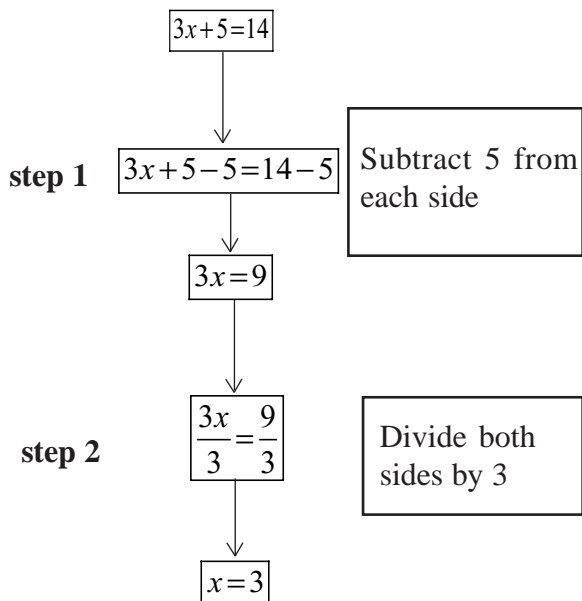 3x+5=14
step 1
3x+5−5=14−5
Subtract 5 from
each side
3x=9
step 2
3x/3=9/3
Divide both
sides by 3
x=3